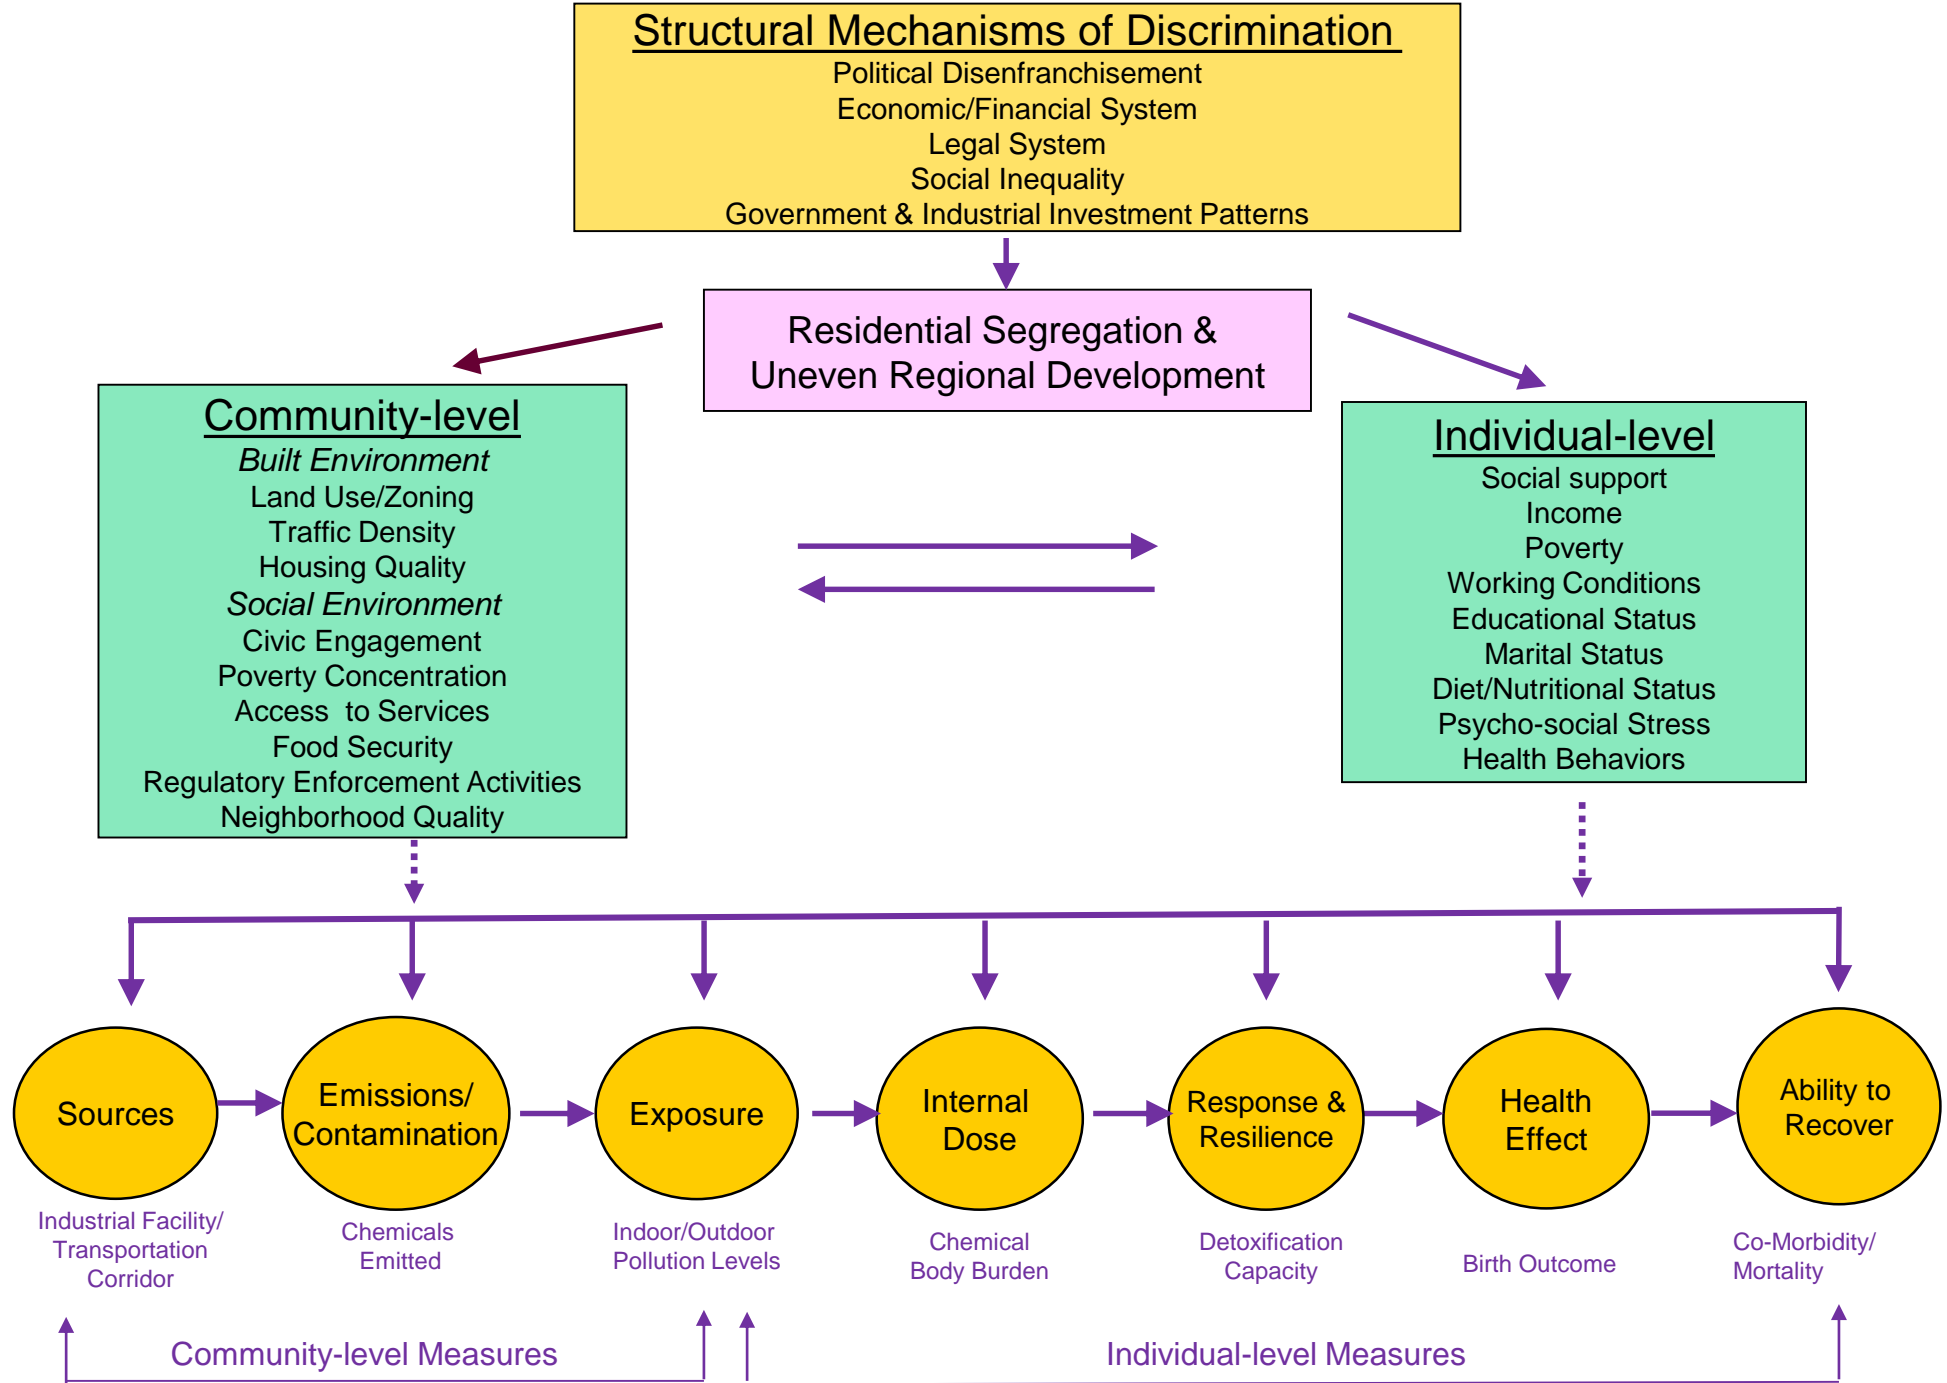 Structural Mechanisms of Discrimination
Political Disenfranchisement
Economic/Financial System
Legal System
Social Inequality
Government & Industrial Investment Patterns
Residential Segregation &
Uneven Regional Development
Community-level
Built Environment
Land Use/Zoning
Traffic Density
Housing Quality
Social Environment
Civic Engagement
Poverty Concentration
Access to Services
Food Security
Regulatory Enforcement Activities
Neighborhood Quality
Individual-level
Social support
Income
Poverty
Working Conditions
Educational Status
Marital Status
Diet/Nutritional Status
Psycho-social Stress
Health Behaviors
Sources
Emissions/
Contamination
Exposure
Internal
Dose
Response &
Resilience
Health
Effect
Ability to
Recover
Industrial Facility/
Transportation
Corridor
Chemicals
Emitted
Indoor/Outdoor
Pollution Levels
Chemical
Body Burden
Detoxification
Capacity
Birth Outcome
Co-Morbidity/
Mortality
Community-level Measures
Individual-level Measures